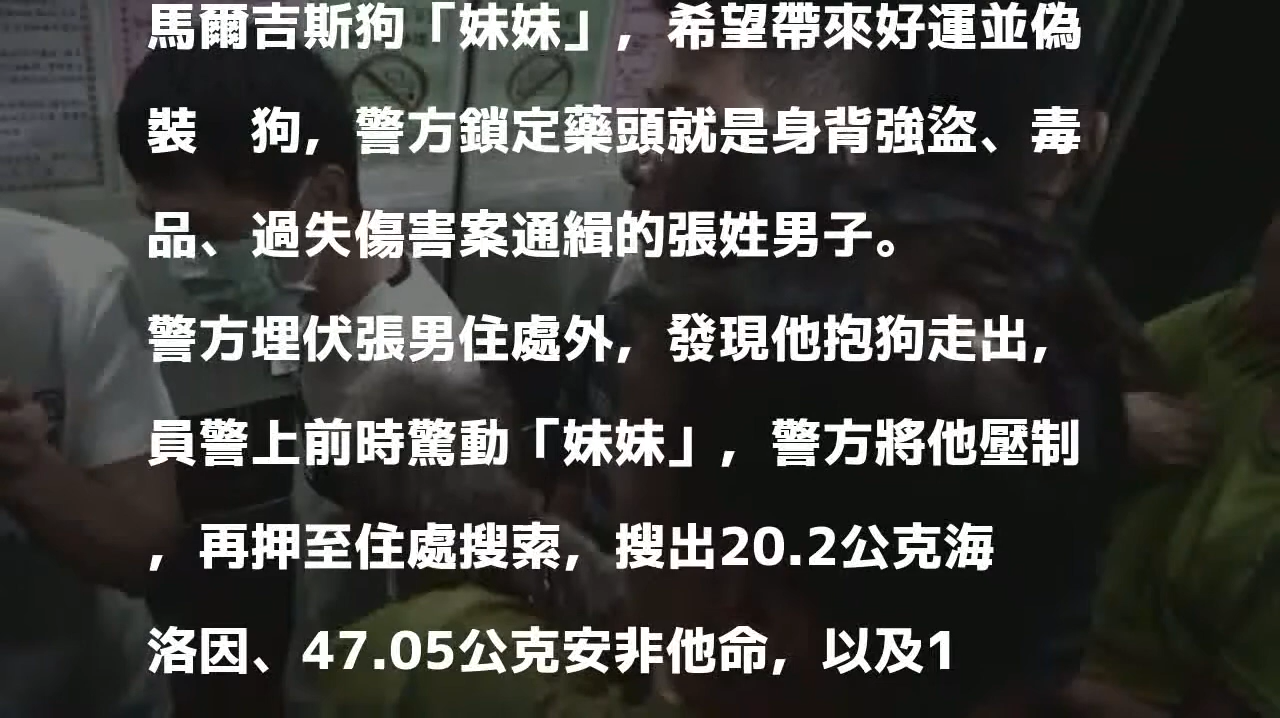 馬爾吉斯狗「妹妹」，希望帶來好運並偽
裝　狗，警方鎖定藥頭就是身背強盜、毒
品、過失傷害案通緝的張姓男子。
警方埋伏張男住處外，發現他抱狗走出，
員警上前時驚動「妹妹」，警方將他壓制
，再押至住處搜索，搜出20.2公克海
洛因、47.05公克安非他命，以及1